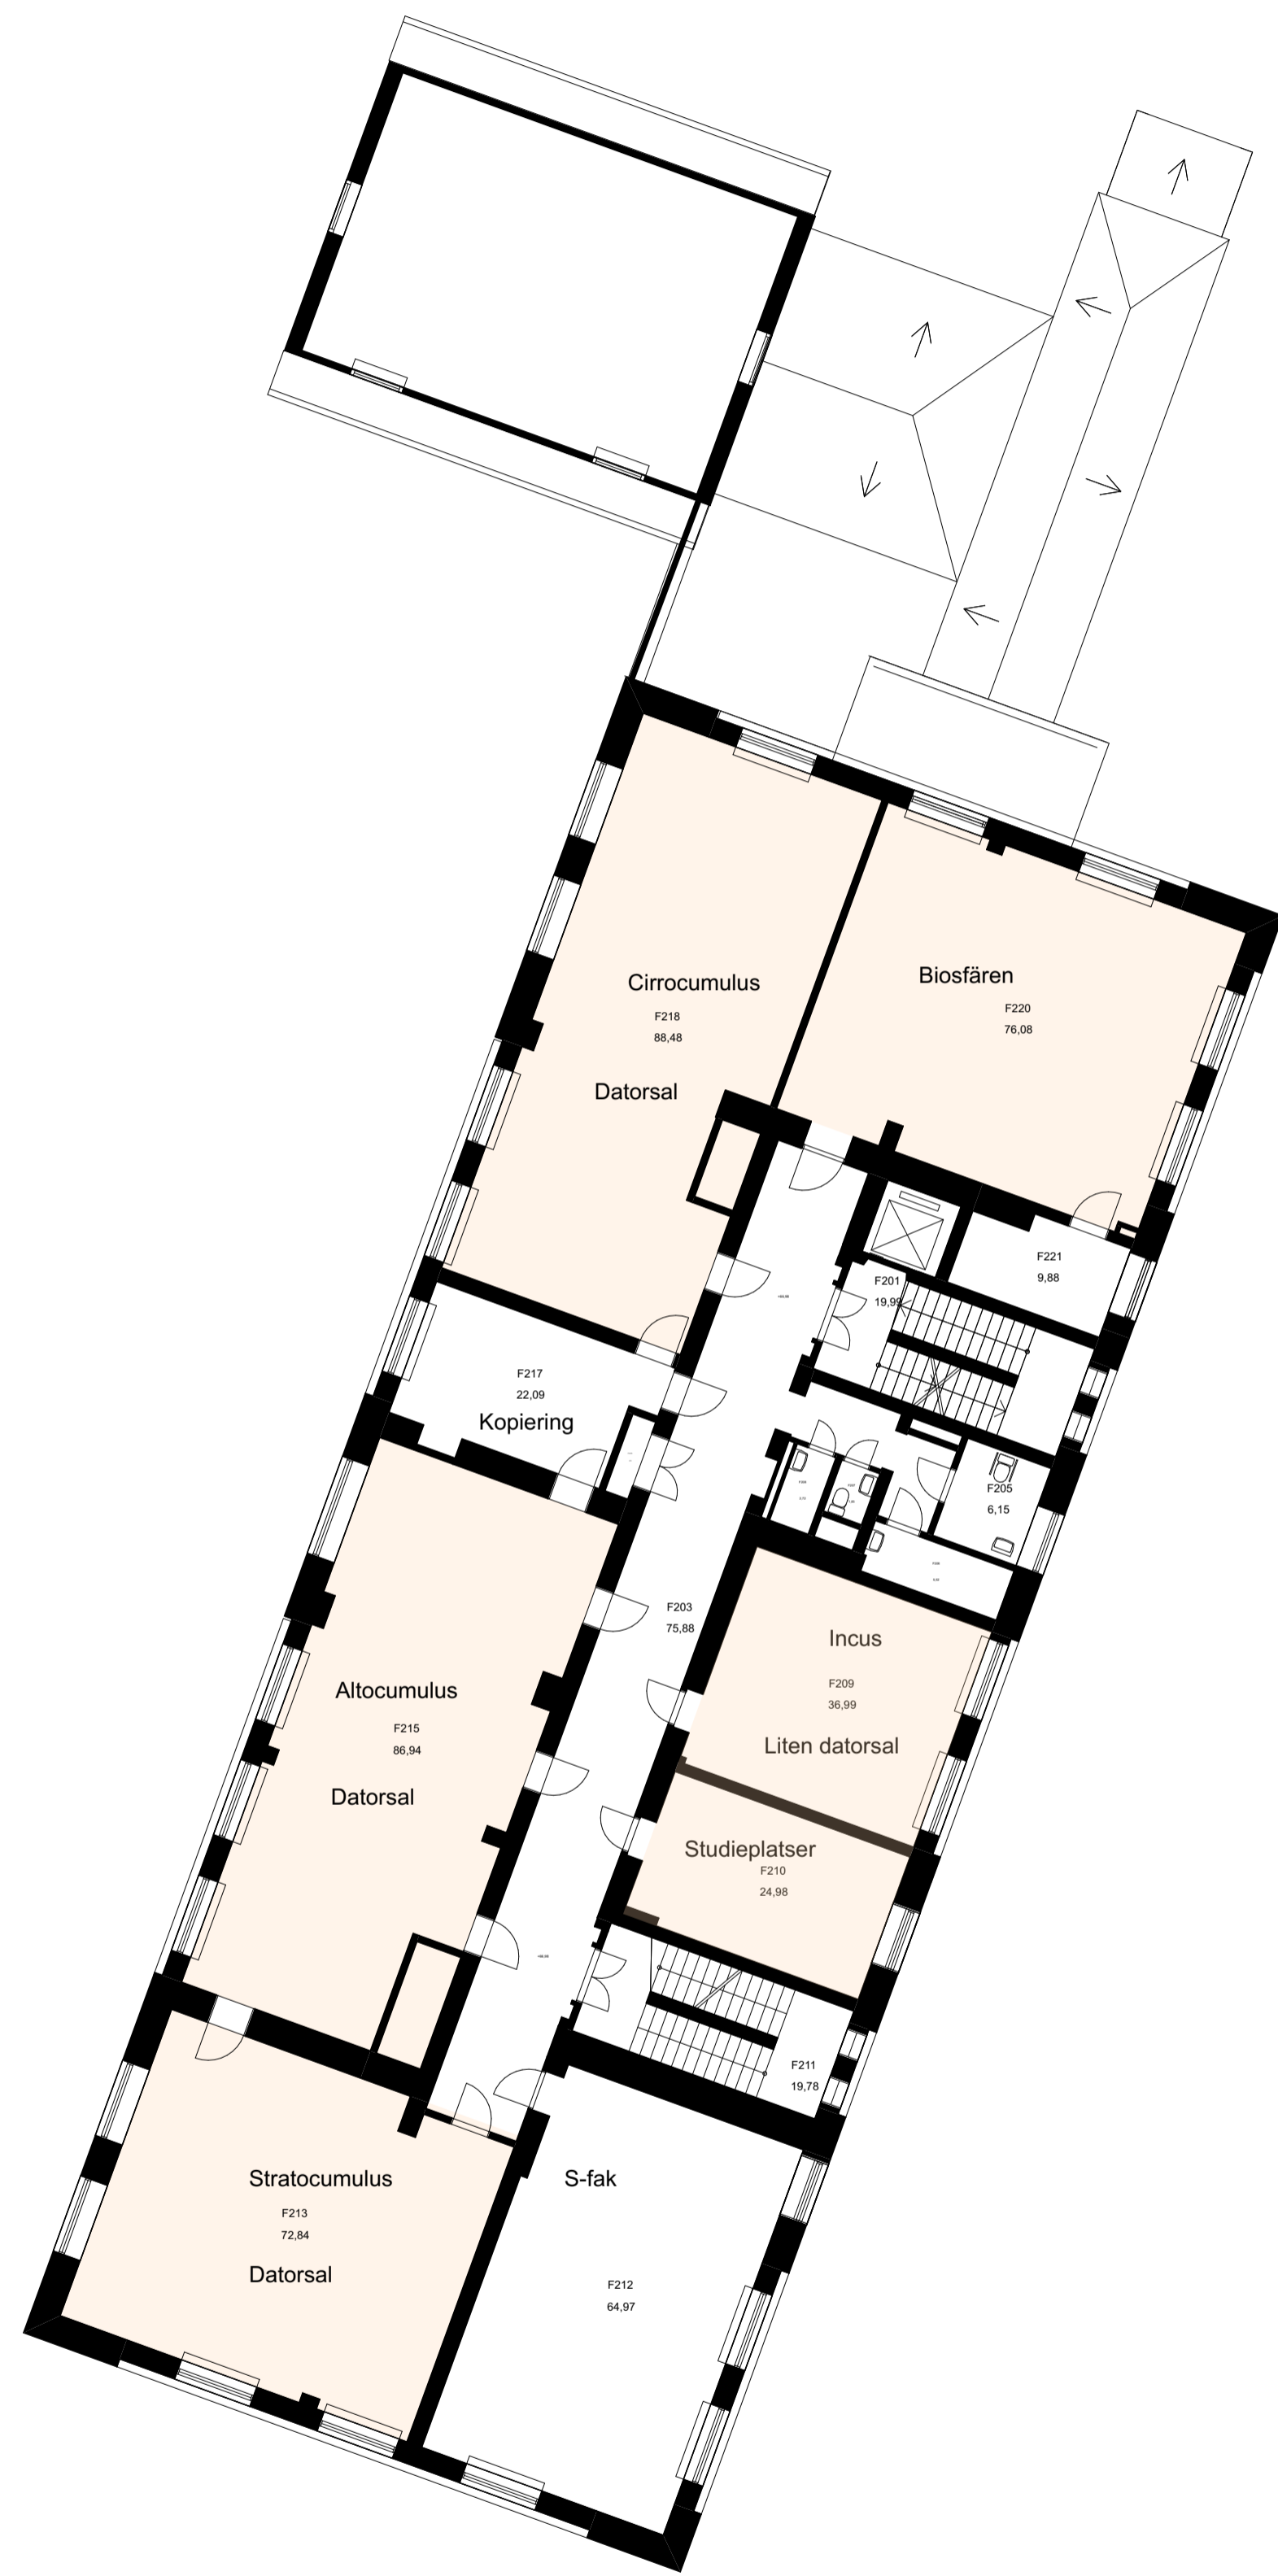 Cirrocumulus
F218
88,48
Datorsal
Biosfären
F220
76,08
F221
9,88
F201
19,99
F217
22,09
Kopiering
F205
6,15
F203
75,88
Incus
F209
36,99
Liten datorsal
Altocumulus
F215
86,94
Datorsal
Studieplatser
F210
24,98
F211
19,78
Stratocumulus
F213
72,84
Datorsal
S-fak
F212
64,97